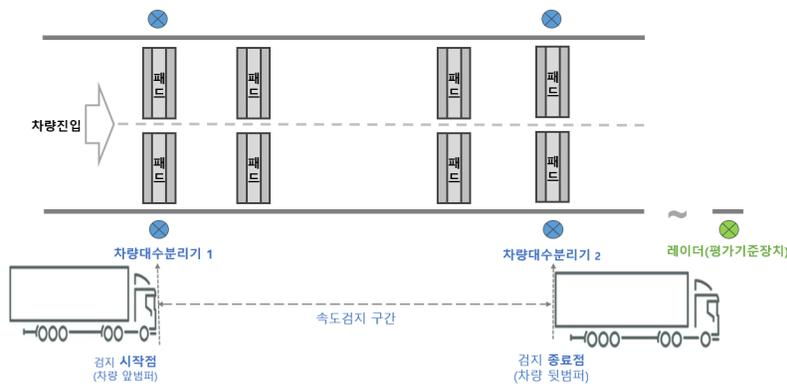 패드
패드
패드
패드
차량진입
패드
패드
패드
패드
차량대수분리기 1
차량대수분리기 2
레이더(평가기준장치)
속도검지 구간
검지 시작점
(차량 앞범퍼)
검지 종료점
(차량 뒷범퍼)